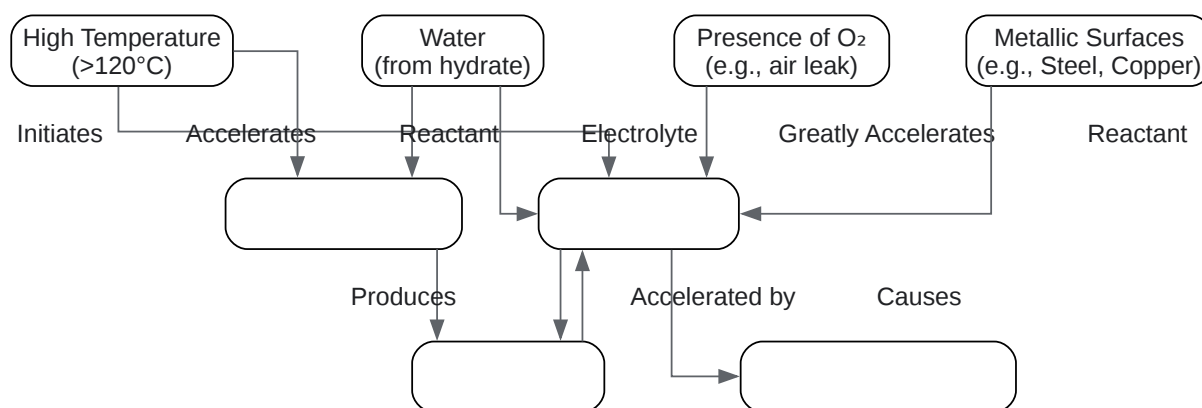 High Temperature
(>120°C)
Water
(from hydrate)
Presence of O₂
(e.g., air leak)
Metallic Surfaces
(e.g., Steel, Copper)
Initiates
Accelerates
Reactant
Electrolyte
Greatly Accelerates
Reactant
Produces
Accelerated by
Causes